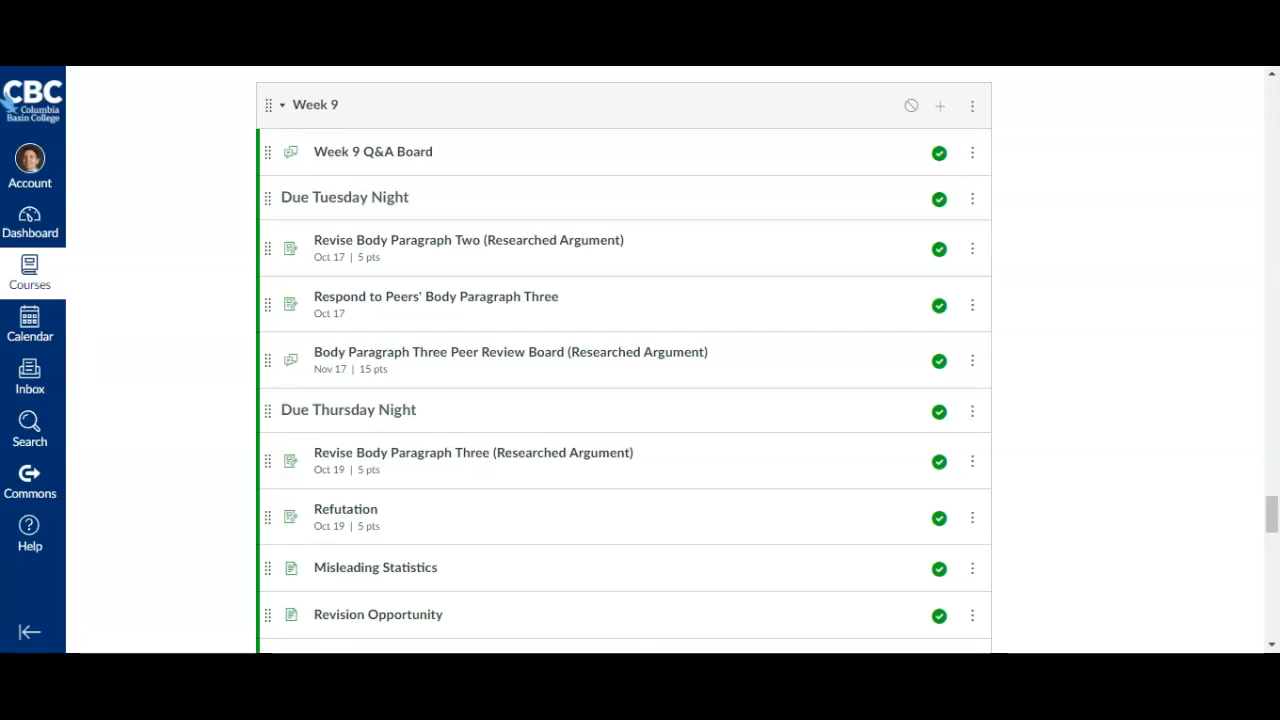 CBC
Columbia
Basin College
Account
Dashboard
Courses
Calendar
Inbox
Search
Commons
Help
Week 9
Week 9 Q&A Board
Due Tuesday Night
Revise Body Paragraph Two (Researched Argument)
Oct 17 | 5 pts
Respond to Peers' Body Paragraph Three
Oct 17
Body Paragraph Three Peer Review Board (Researched Argument)
Nov 17 | 15 pts
Due Thursday Night
Revise Body Paragraph Three (Researched Argument)
Oct 19 | 5 pts
Refutation
Oct 19 | 5 pts
Misleading Statistics
Revision Opportunity